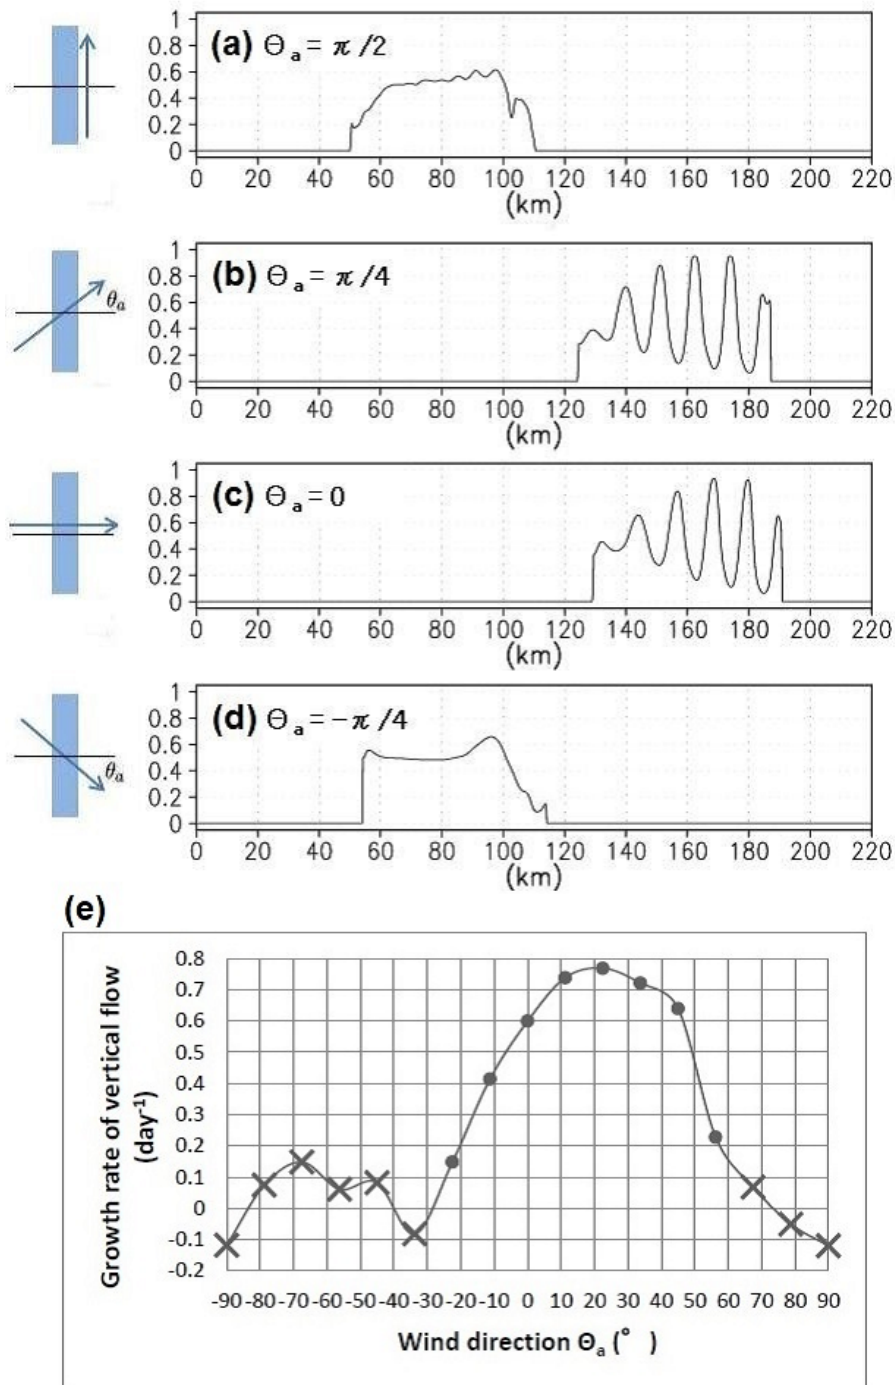 (a) Θa = π/2
1
0.8
0.6
0.4
0.2
0
0 20 40 60 80 100 120 140 160 180 200 220
(km)
(b) Θa = π/4
θa
1
0.8
0.6
0.4
0.2
0
0 20 40 60 80 100 120 140 160 180 200 220
(km)
(c) Θa = 0
1
0.8
0.6
0.4
0.2
0
0 20 40 60 80 100 120 140 160 180 200 220
(km)
(d) Θa = −π/4
θa
1
0.8
0.6
0.4
0.2
0
0 20 40 60 80 100 120 140 160 180 200 220
(km)
(e)
Growth rate of vertical flow
(day-1)
0.8
0.7
0.6
0.5
0.4
0.3
0.2
0.1
0
-0.1
-0.2
-90 -80 -70 -60 -50 -40 -30 -20 -10 0 10 20 30 40 50 60 70 80 90
Wind direction Θa (° )